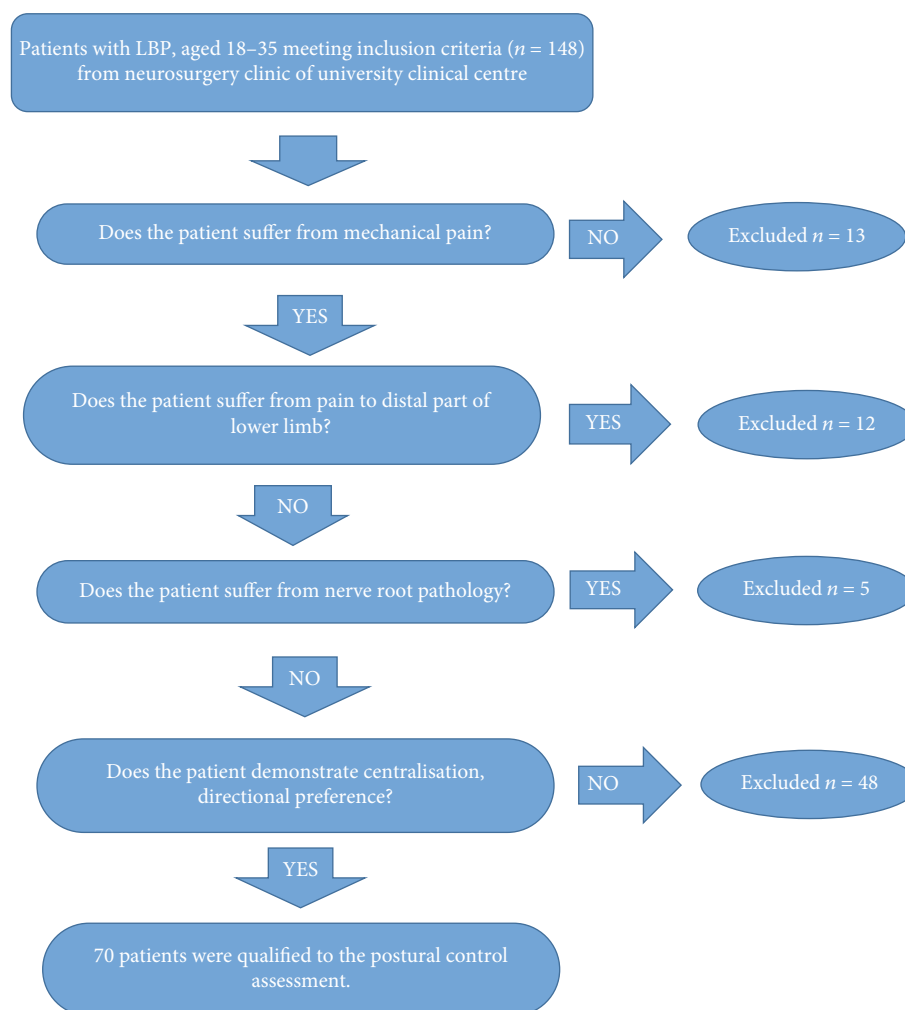 Patients with LBP, aged 18–35 meeting inclusion criteria (n = 148)
from neurosurgery clinic of university clinical centre
Does the patient suffer from mechanical pain?
NO
Excluded n = 13
YES
Does the patient suffer from pain to distal part of
lower limb?
YES
Excluded n = 12
NO
Does the patient suffer from nerve root pathology?
YES
Excluded n = 5
NO
Does the patient demonstrate centralisation,
directional preference?
NO
Excluded n = 48
YES
70 patients were qualified to the postural control
assessment.